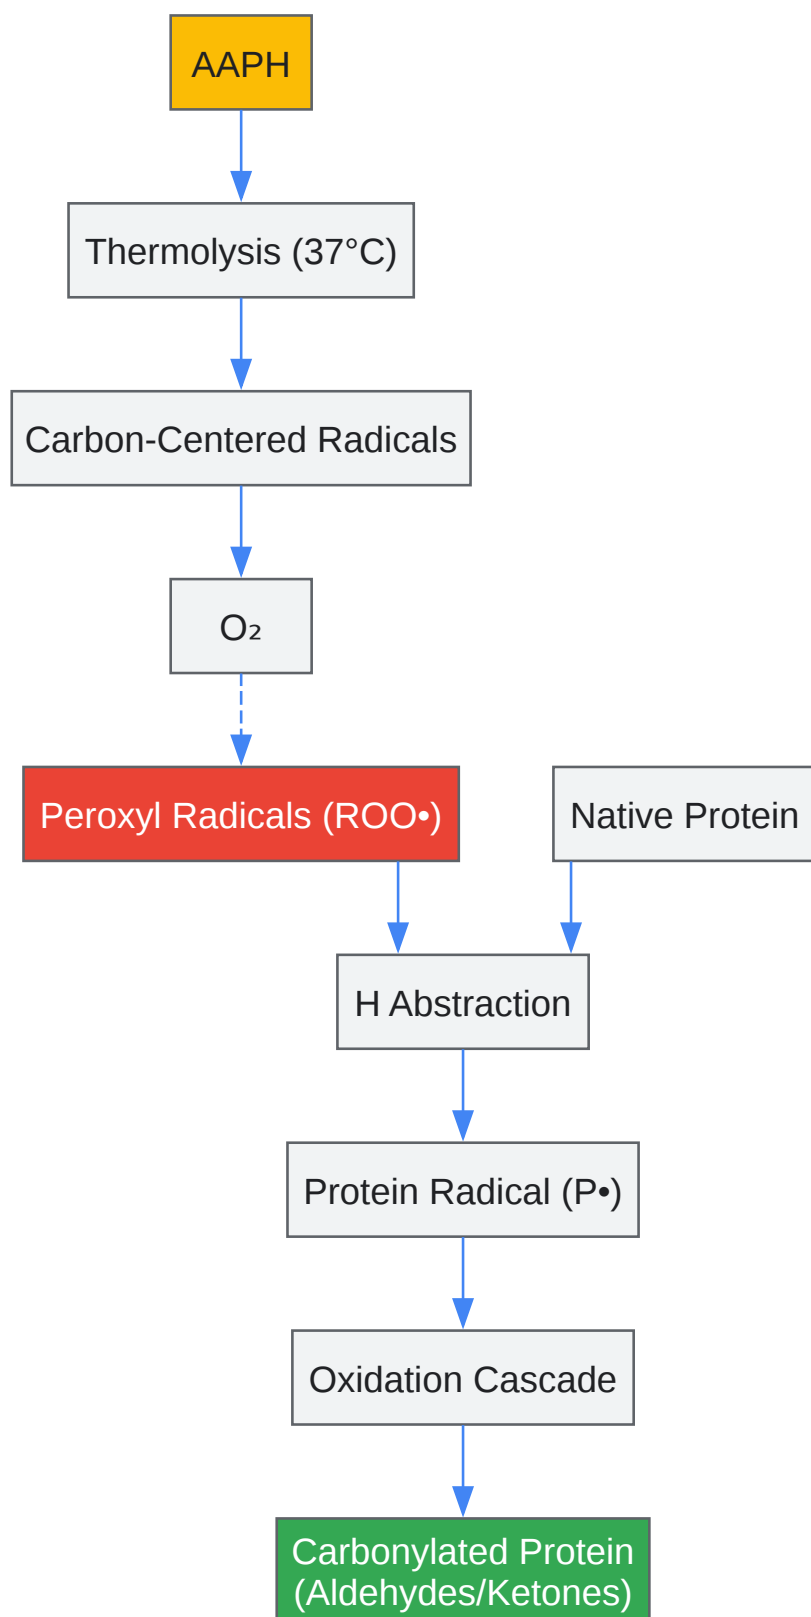 AAPH
Thermolysis (37°C)
Carbon-Centered Radicals
O₂
Peroxyl Radicals (ROO•)
Native Protein
H Abstraction
Protein Radical (P•)
Oxidation Cascade
Carbonylated Protein
(Aldehydes/Ketones)